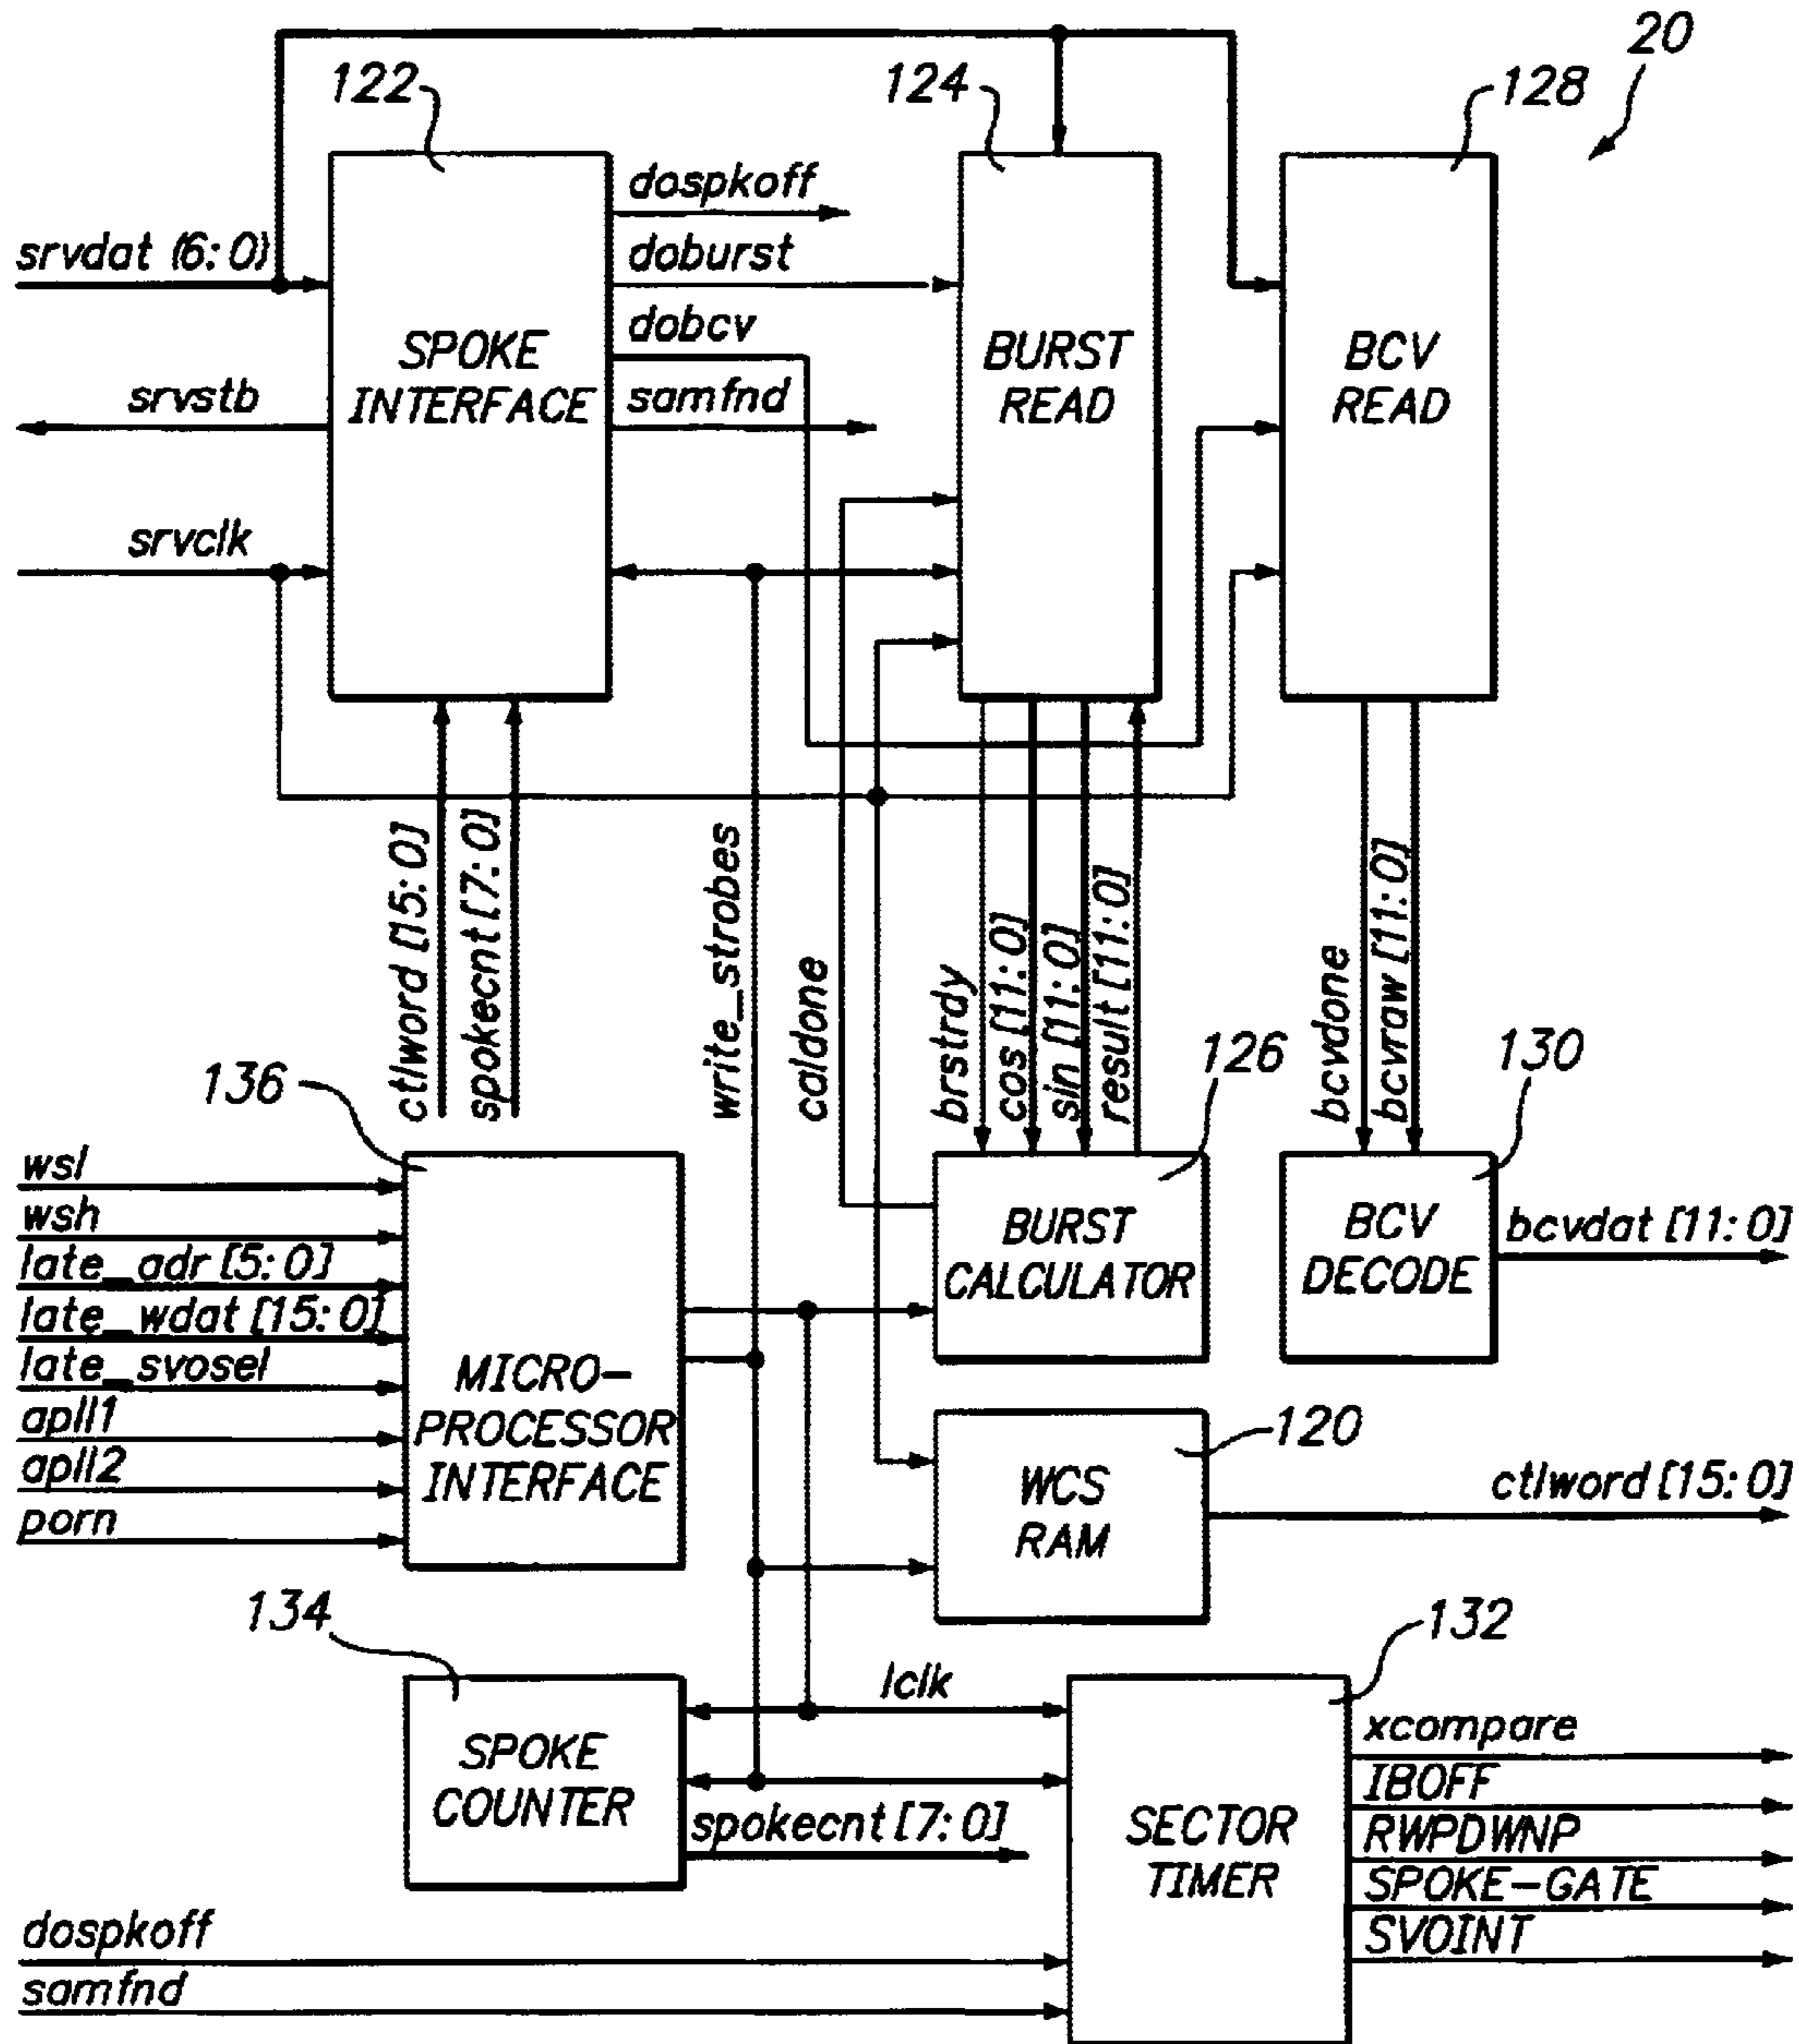 20
122
124
128
dospkoff
srvdat (6:0)
doburst
dobcv
SPOKE
INTERFACE
BURST
READ
BCV
READ
srvstb
samfnd
srvclk
ctlword [15:0]
spokecnt [7:0]
write_strobes
caldone
brstrdy
cos [11:0]
sin [11:0]
result [11:0]
bcvdone
bcvraw [11:0]
136
126
130
wsl
wsh
late_adr [5:0]
late_wdat [15:0]
late_svosel
apll1
apll2
porn
MICRO-
PROCESSOR
INTERFACE
BURST
CALCULATOR
BCV
DECODE
bcvdat [11:0]
120
WCS
RAM
ctlword [15:0]
134
132
lclk
SPOKE
COUNTER
spokecnt [7:0]
SECTOR
TIMER
xcompare
IBOFF
RWPDWNP
SPOKE-GATE
SVOINT
dospkoff
samfnd